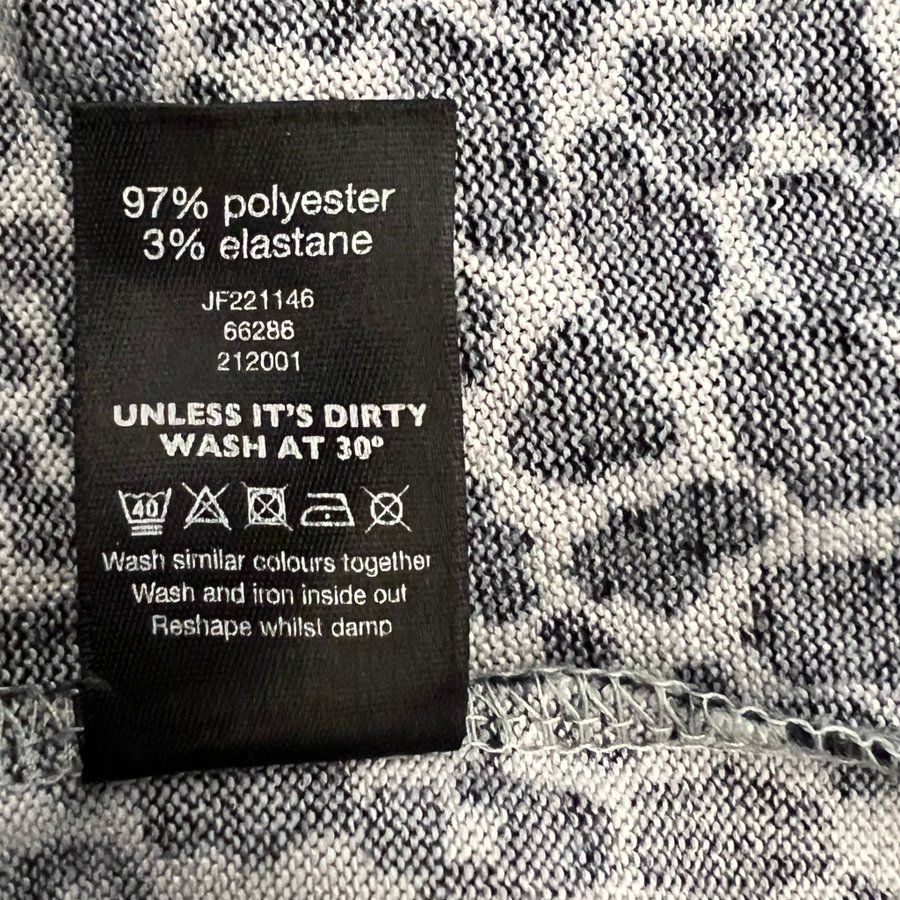 97% polyester
3% elastane
JF221146
66286
212001
UNLESS IT'S DIRTY
WASH AT 30º
40
Wash similar colours together
Wash and iron inside out
Reshape whilst damp